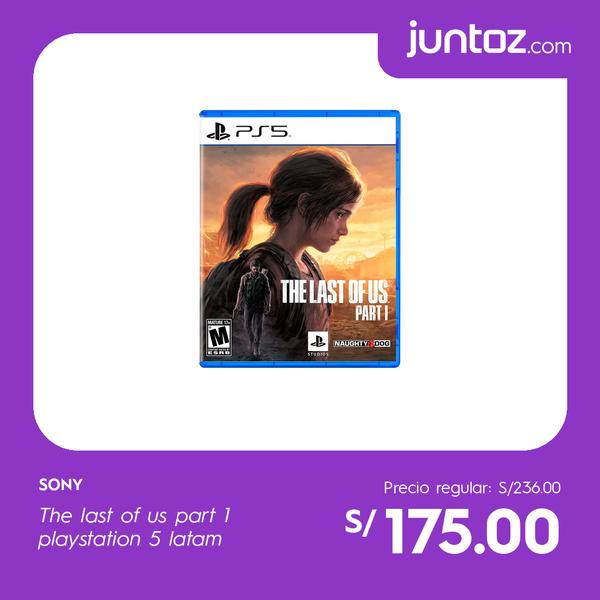 juntoz.com
PS5
THE LAST OF US
PART I
MATURE 17+
M
ESRB
STUDIOS
NAUGHTY DOG
SONY
The last of us part 1
playstation 5 latam
Precio regular: S/236.00
S/175.00